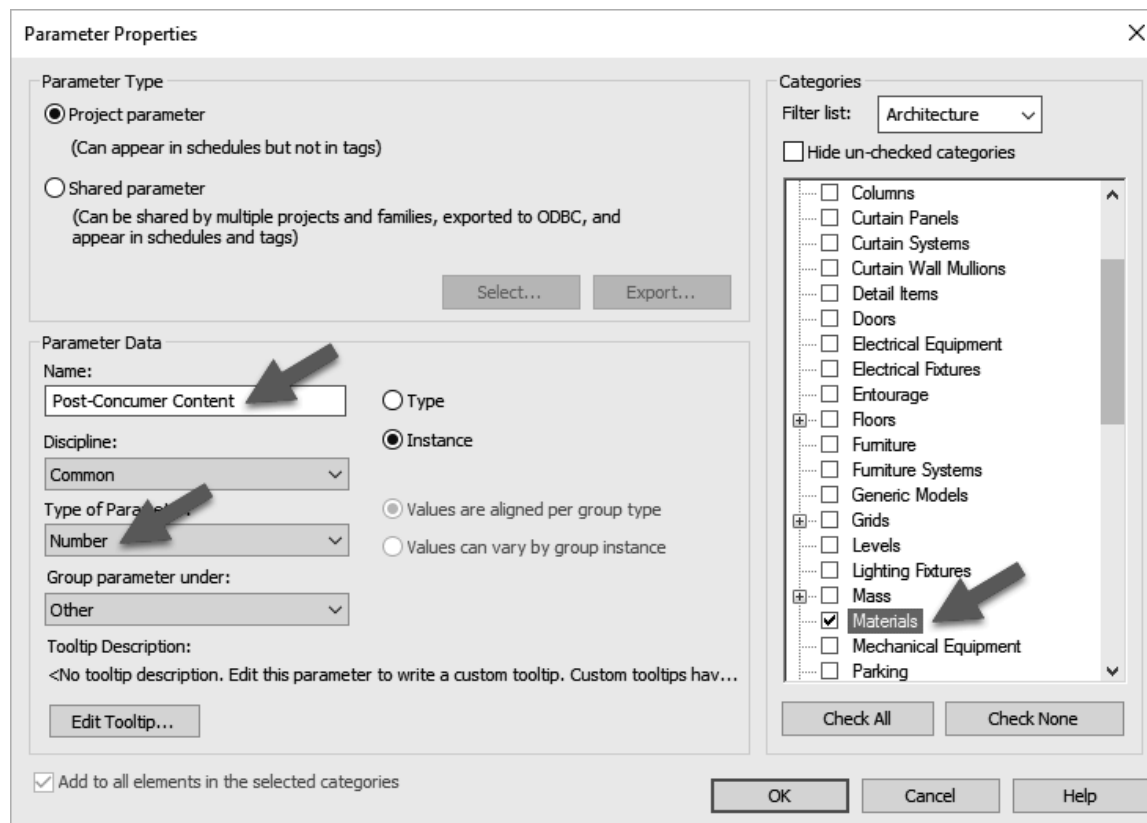 Parameter Properties
Parameter Type
Project parameter
(Can appear in schedules but not in tags)
Shared parameter
(Can be shared by multiple projects and families, exported to ODBC, and
appear in schedules and tags)
Select...
Export...
Parameter Data
Name:
Post-Concumer Content
Type
Discipline:
Instance
Common
Type of Parameter:
Values are aligned per group type
Number
Values can vary by group instance
Group parameter under:
Other
Tooltip Description:
<No tooltip description. Edit this parameter to write a custom tooltip. Custom tooltips hav...
Edit Tooltip...
Add to all elements in the selected categories
Categories
Filter list:
Architecture
Hide un-checked categories
Columns
Curtain Panels
Curtain Systems
Curtain Wall Mullions
Detail Items
Doors
Electrical Equipment
Electrical Fixtures
Entourage
Floors
Furniture
Furniture Systems
Generic Models
Grids
Levels
Lighting Fixtures
Mass
Materials
Mechanical Equipment
Parking
Check All
Check None
OK
Cancel
Help